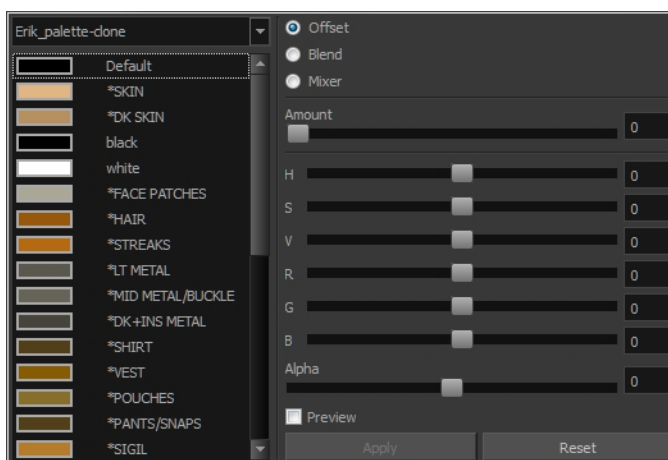 Erik_palette-clone
Default
*SKIN
*DK SKIN
black
white
*FACE PATCHES
*HAIR
*STREAKS
*LT METAL
*MID METAL/BUCKLE
*DK+INS METAL
*SHIRT
*VEST
*POUCHES
*PANTS/SNAPS
*SIGIL
Offset
Blend
Mixer
Amount
0
H 0
S 0
V 0
R 0
G 0
B 0
Alpha
0
Preview
Apply Reset